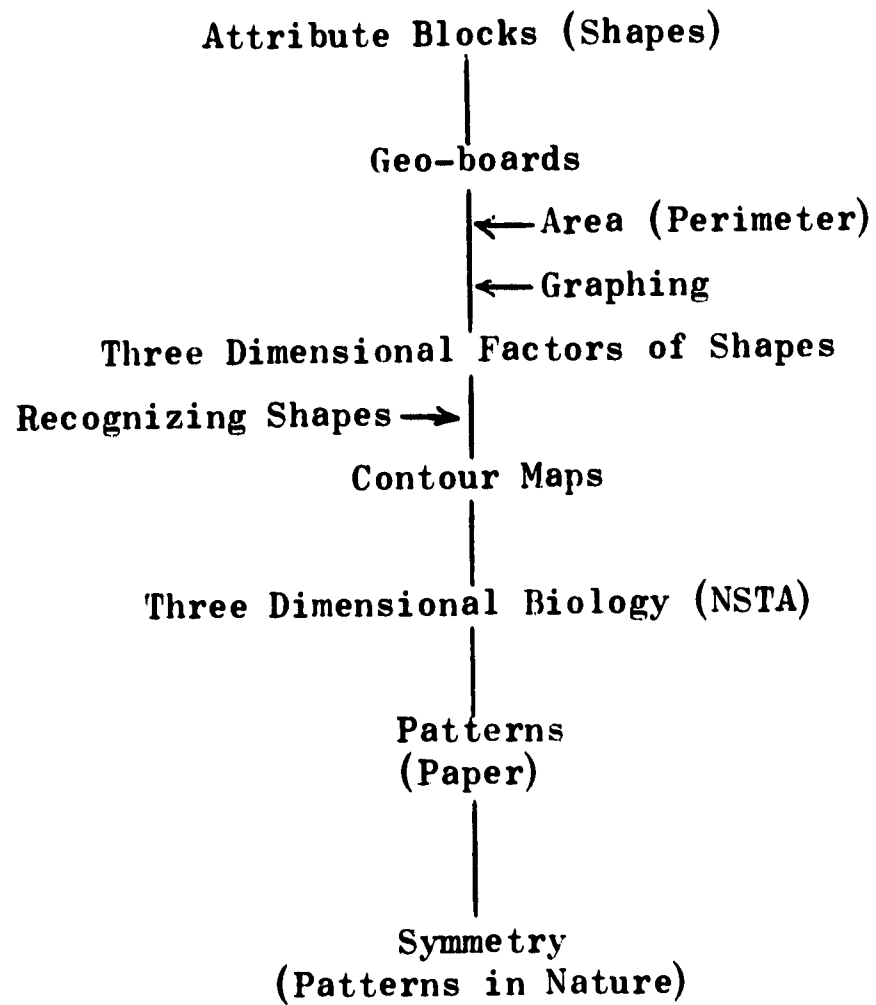 Attribute Blocks (Shapes)
Geo-boards
Area (Perimeter)
Graphing
Three Dimensional Factors of Shapes
Recognizing Shapes
Contour Maps
Three Dimensional Biology (NSTA)
Patterns
(Paper)
Symmetry
(Patterns in Nature)